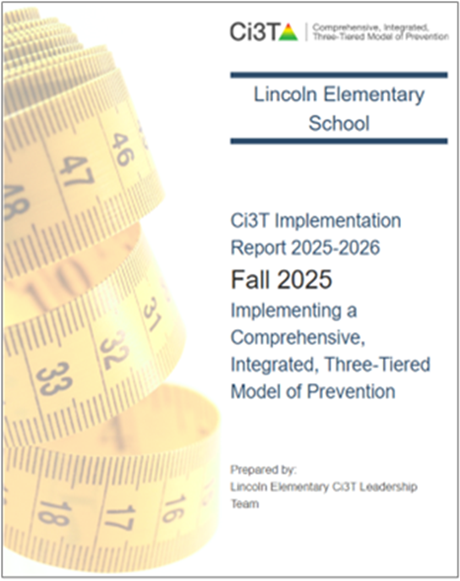 Ci3T
Comprehensive, Integrated,
Three-Tiered Model of Prevention
Lincoln Elementary
School
Ci3T Implementation
Report 2025-2026
Fall 2025
Implementing a
Comprehensive,
Integrated, Three-Tiered
Model of Prevention
Prepared by:
Lincoln Elementary Ci3T Leadership
Team
48
47
46
10
33
32
31
18
17
16